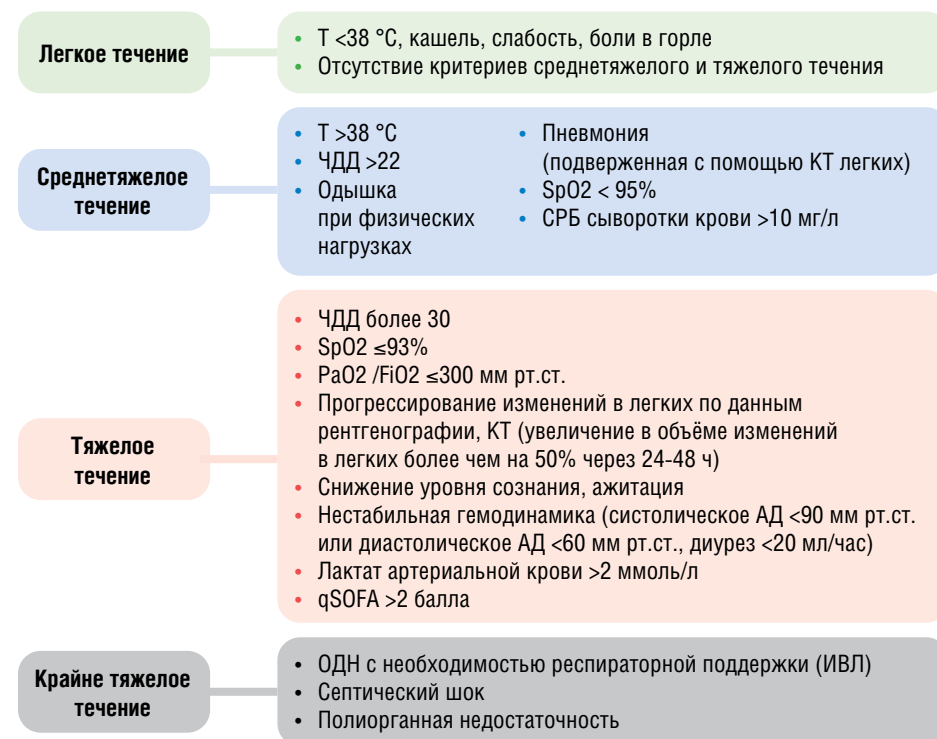 Легкое течение
• Т <38 °С, кашель, слабость, боли в горле
• Отсутствие критериев среднетяжелого и тяжелого течения
Среднетяжелое
течение
• Т >38 °С
• ЧДД >22
• Одышка
при физических
нагрузках
• Пневмония
(подверженная с помощью КТ легких)
• SpO2 < 95%
• СРБ сыворотки крови >10 мг/л
Тяжелое
течение
• ЧДД более 30
• SpO2 ≤93%
• PaO2 /FiO2 ≤300 мм рт.ст.
• Прогрессирование изменений в легких по данным
рентгенографии, КТ (увеличение в объёме изменений
в легких более чем на 50% через 24-48 ч)
• Снижение уровня сознания, ажитация
• Нестабильная гемодинамика (систолическое АД <90 мм рт.ст.
или диастолическое АД <60 мм рт.ст., диурез <20 мл/час)
• Лактат артериальной крови >2 ммоль/л
• qSOFA >2 балла
Крайне тяжелое
течение
• ОДН с необходимостью респираторной поддержки (ИВЛ)
• Септический шок
• Полиорганная недостаточность